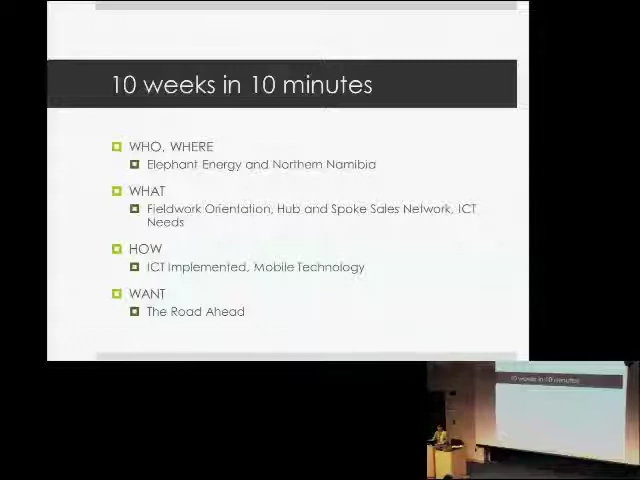 10 weeks in 10 minutes
WHO, WHERE
Elephant Energy and Northern Namibia
WHAT
Fieldwork Orientation, Hub and Spoke Sales Network, ICT
Needs
HOW
ICT Implemented, Mobile Technology
WANT
The Road Ahead
10 weeks in 10 minutes